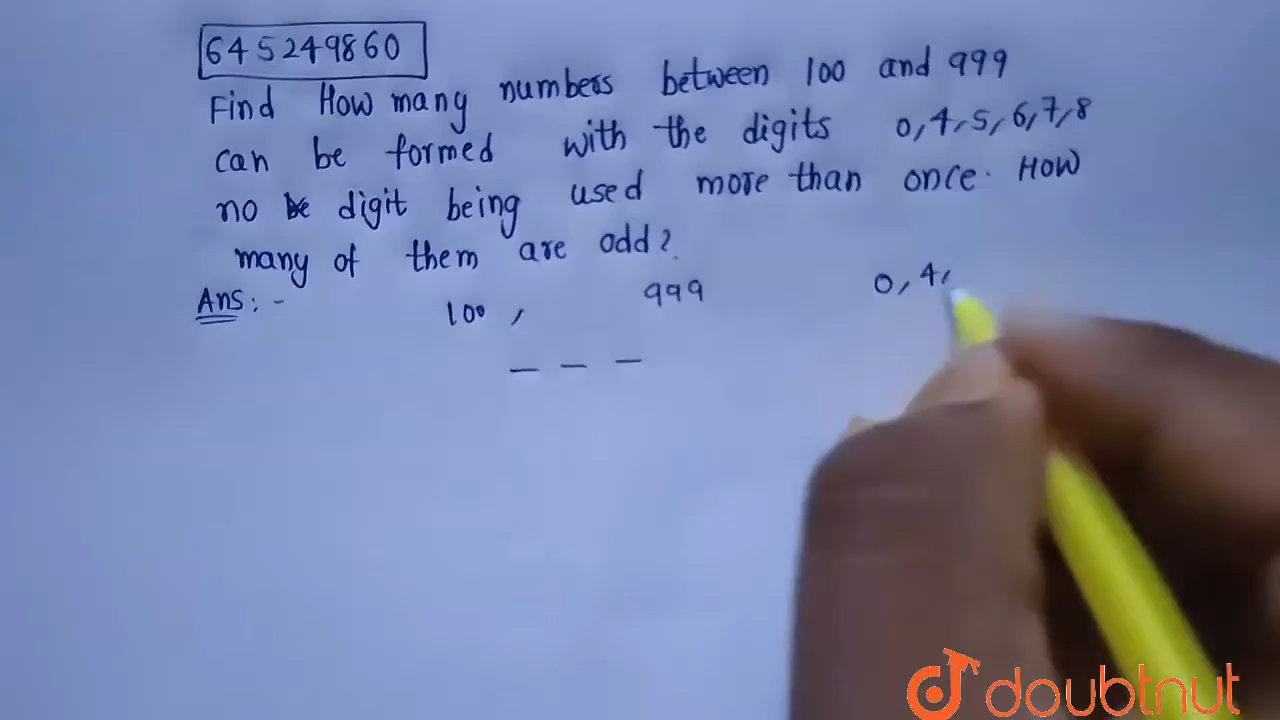 645249860
Find How many numbers between 100 and 999
can be formed with the digits 0,4,5,6,7,8
no be digit being used more than once. How
many of them are odd?
Ans:- 100, 999 0,4,
_ _ _
doubtnut